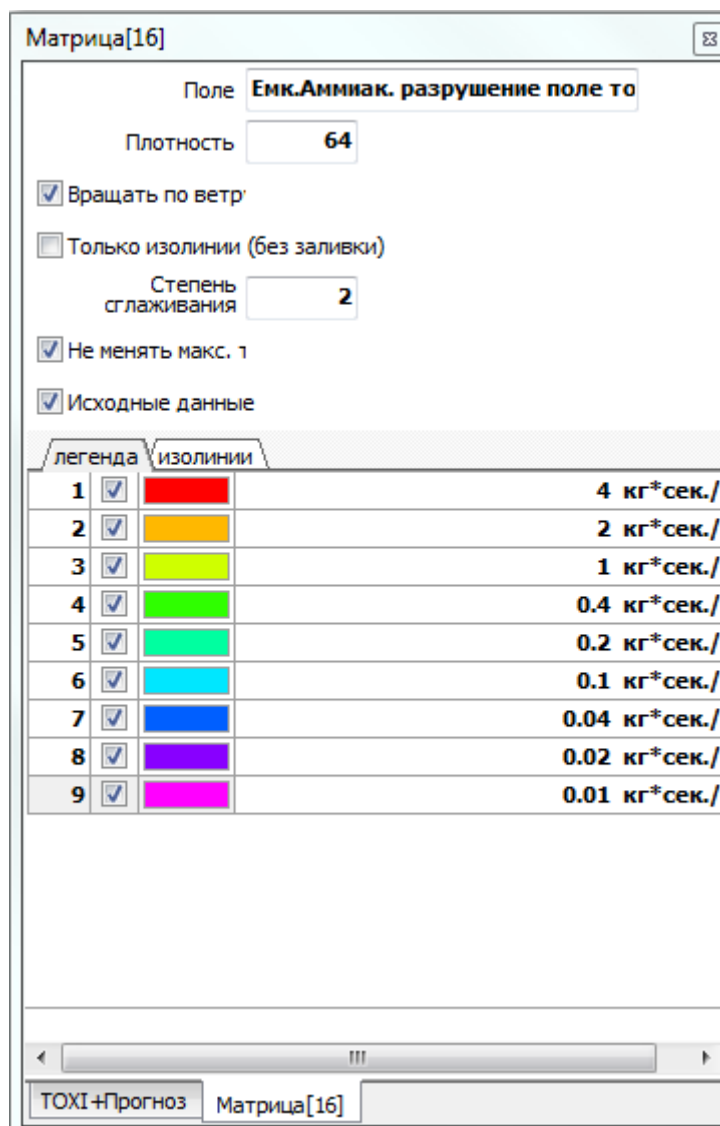 Матрица[16]
Поле Емк.Аммиак. разрушение поле то
Плотность 64
Вращать по ветр
Только изолинии (без заливки)
Степень
сглаживания 2
Не менять макс. т
Исходные данные
легенда изолинии
1 4 кг*сек./
2 2 кг*сек./
3 1 кг*сек./
4 0.4 кг*сек./
5 0.2 кг*сек./
6 0.1 кг*сек./
7 0.04 кг*сек./
8 0.02 кг*сек./
9 0.01 кг*сек./
TOXI+Прогноз Матрица[16]